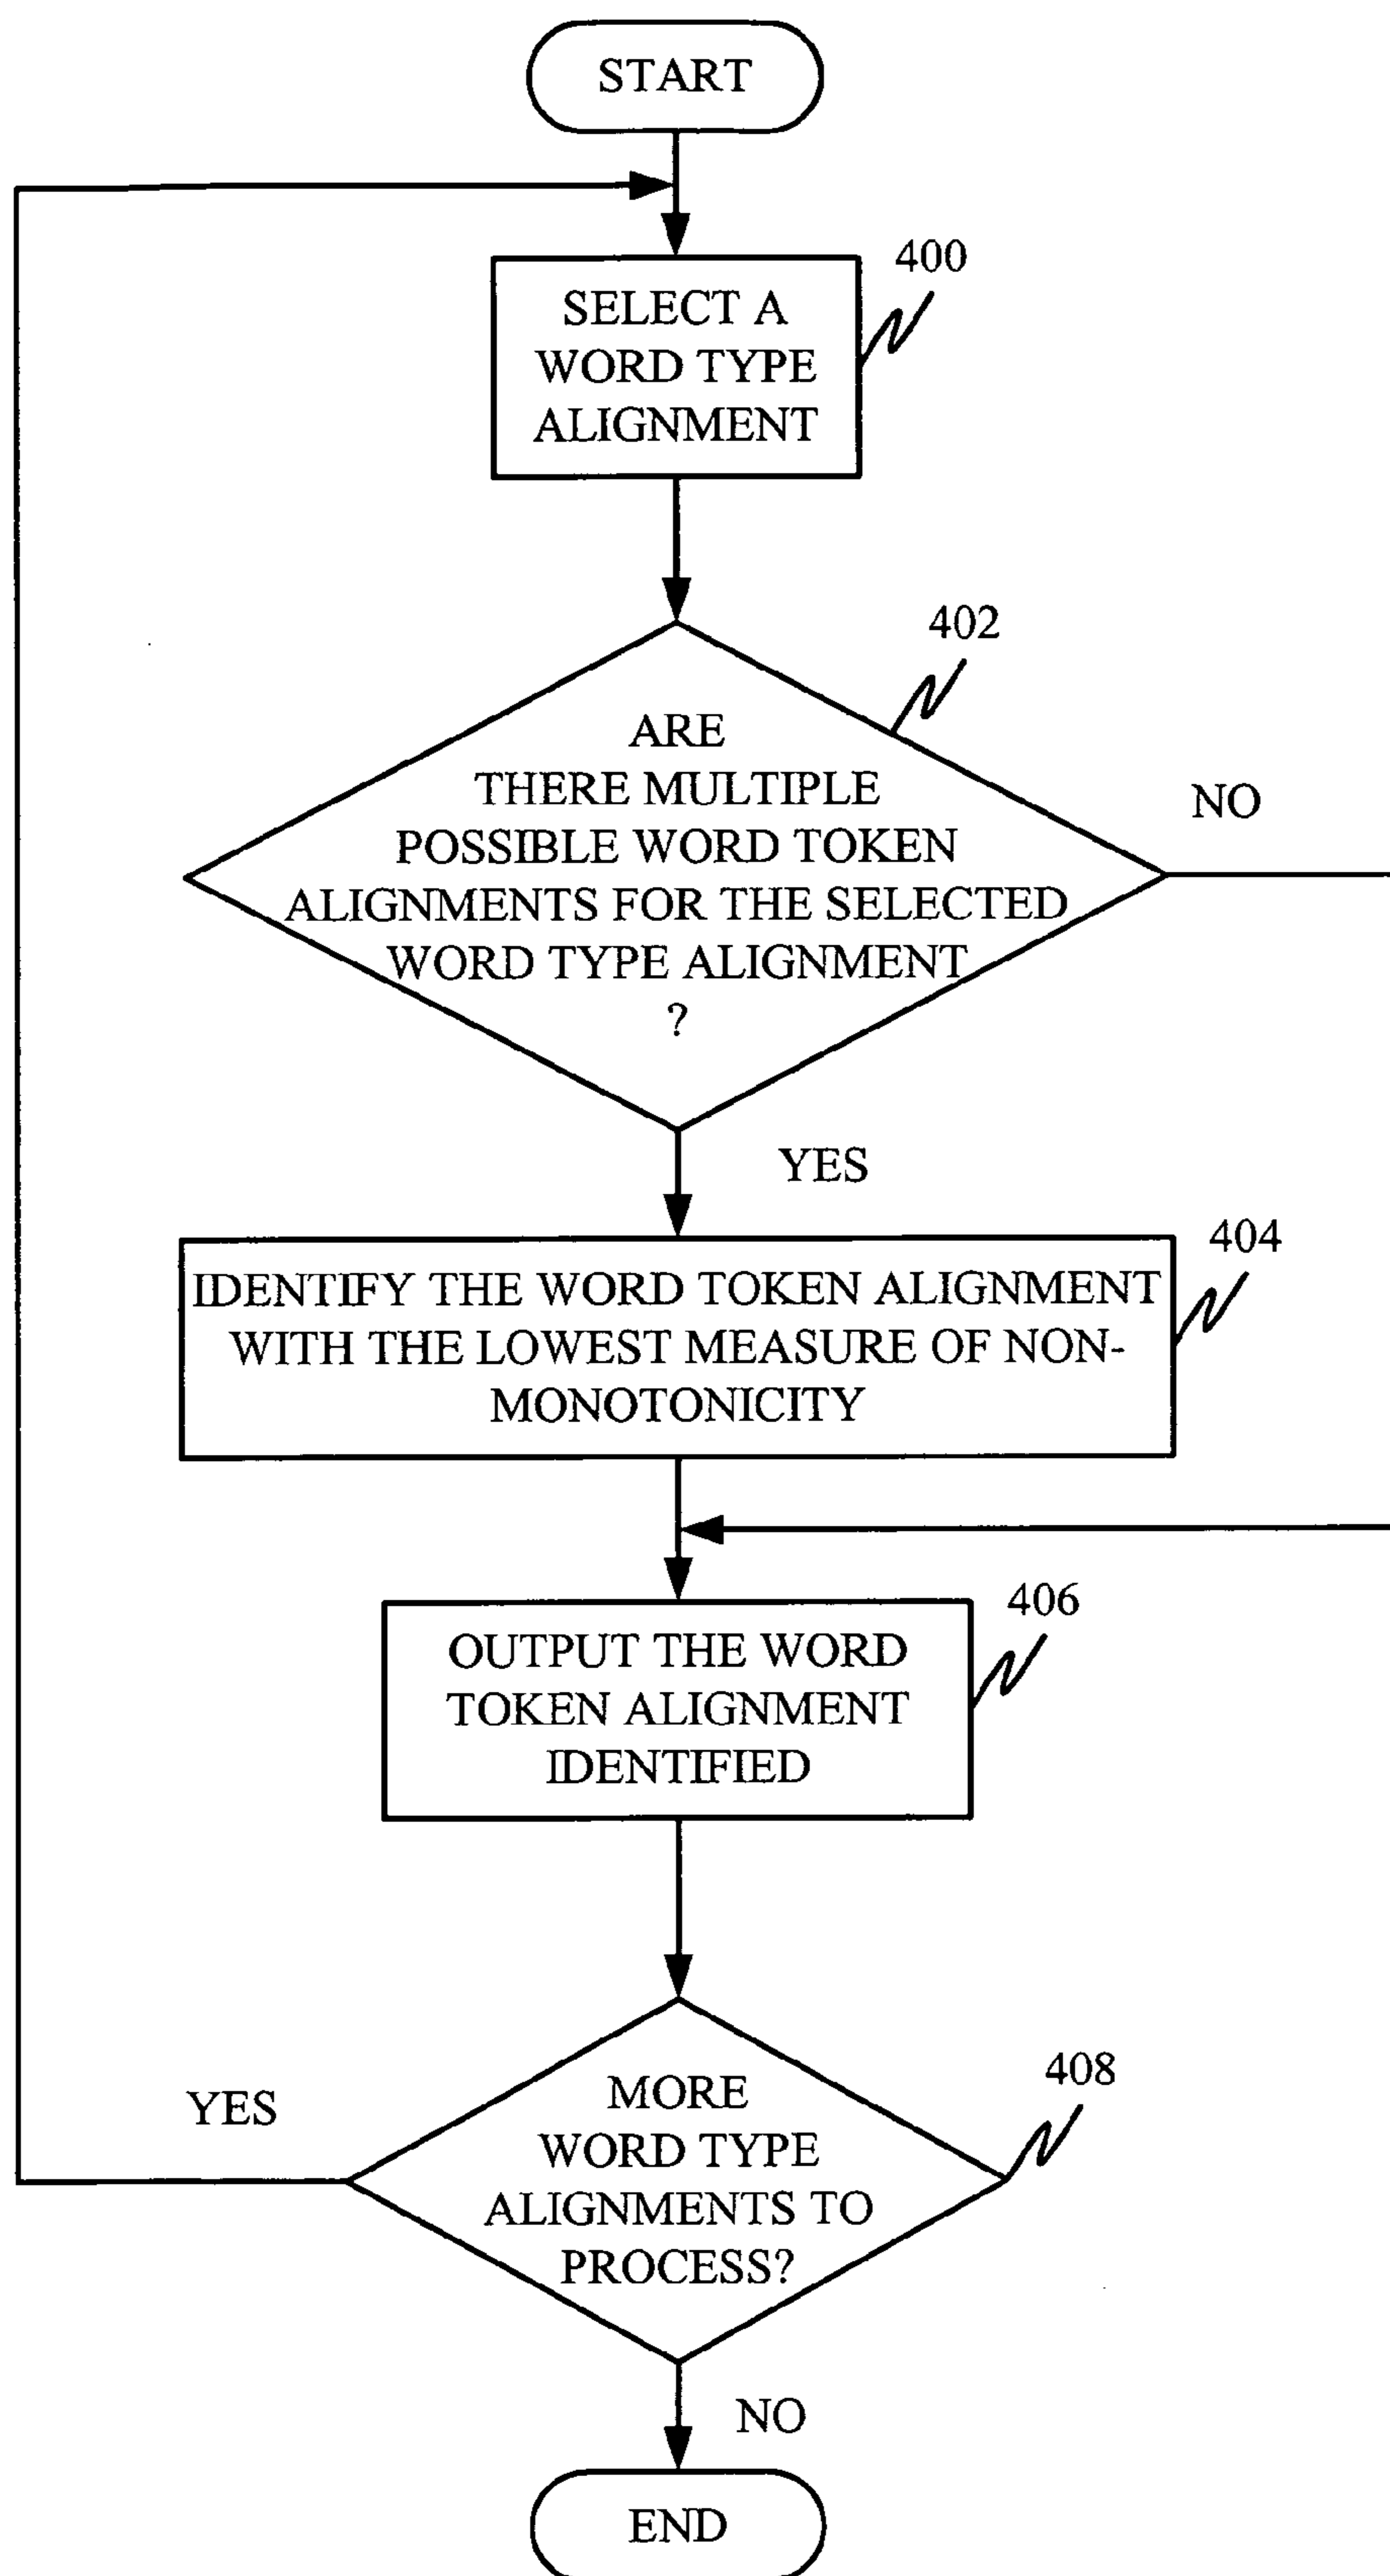 START
400
SELECT A
WORD TYPE
ALIGNMENT
402
ARE
THERE MULTIPLE
POSSIBLE WORD TOKEN
ALIGNMENTS FOR THE SELECTED
WORD TYPE ALIGNMENT
?
NO
YES
404
IDENTIFY THE WORD TOKEN ALIGNMENT
WITH THE LOWEST MEASURE OF NON-
MONOTONICITY
406
OUTPUT THE WORD
TOKEN ALIGNMENT
IDENTIFIED
408
MORE
WORD TYPE
ALIGNMENTS TO
PROCESS?
YES
NO
END